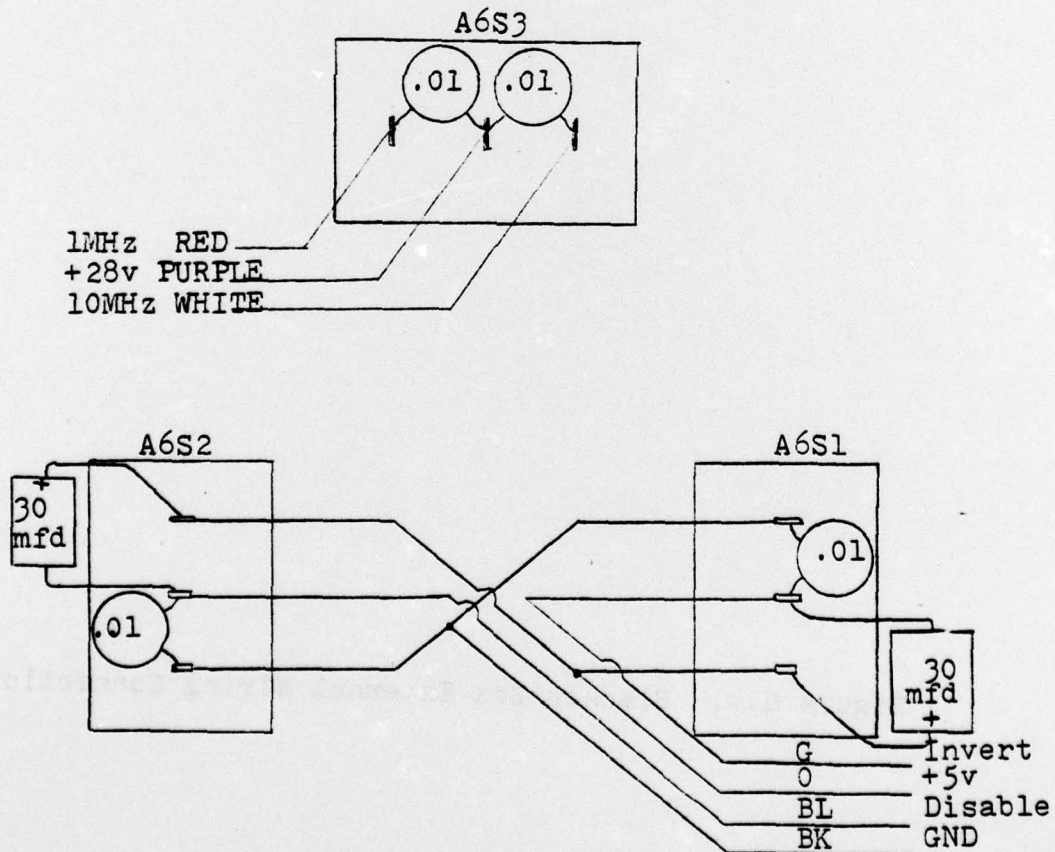 A6S3
.01 .01
1MHz RED
+28v PURPLE
10MHz WHITE
A6S2
A6S1
+
30
mfd
.01
.01
30
mfd
+
G Invert
O +5v
BL Disable
BK GND